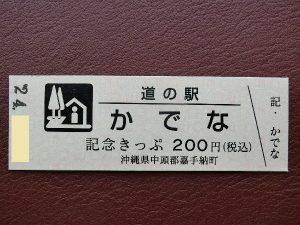 道の駅
かでな
記念きっぷ 200円(税込)
沖縄県中頭郡嘉手納町
記・かでな